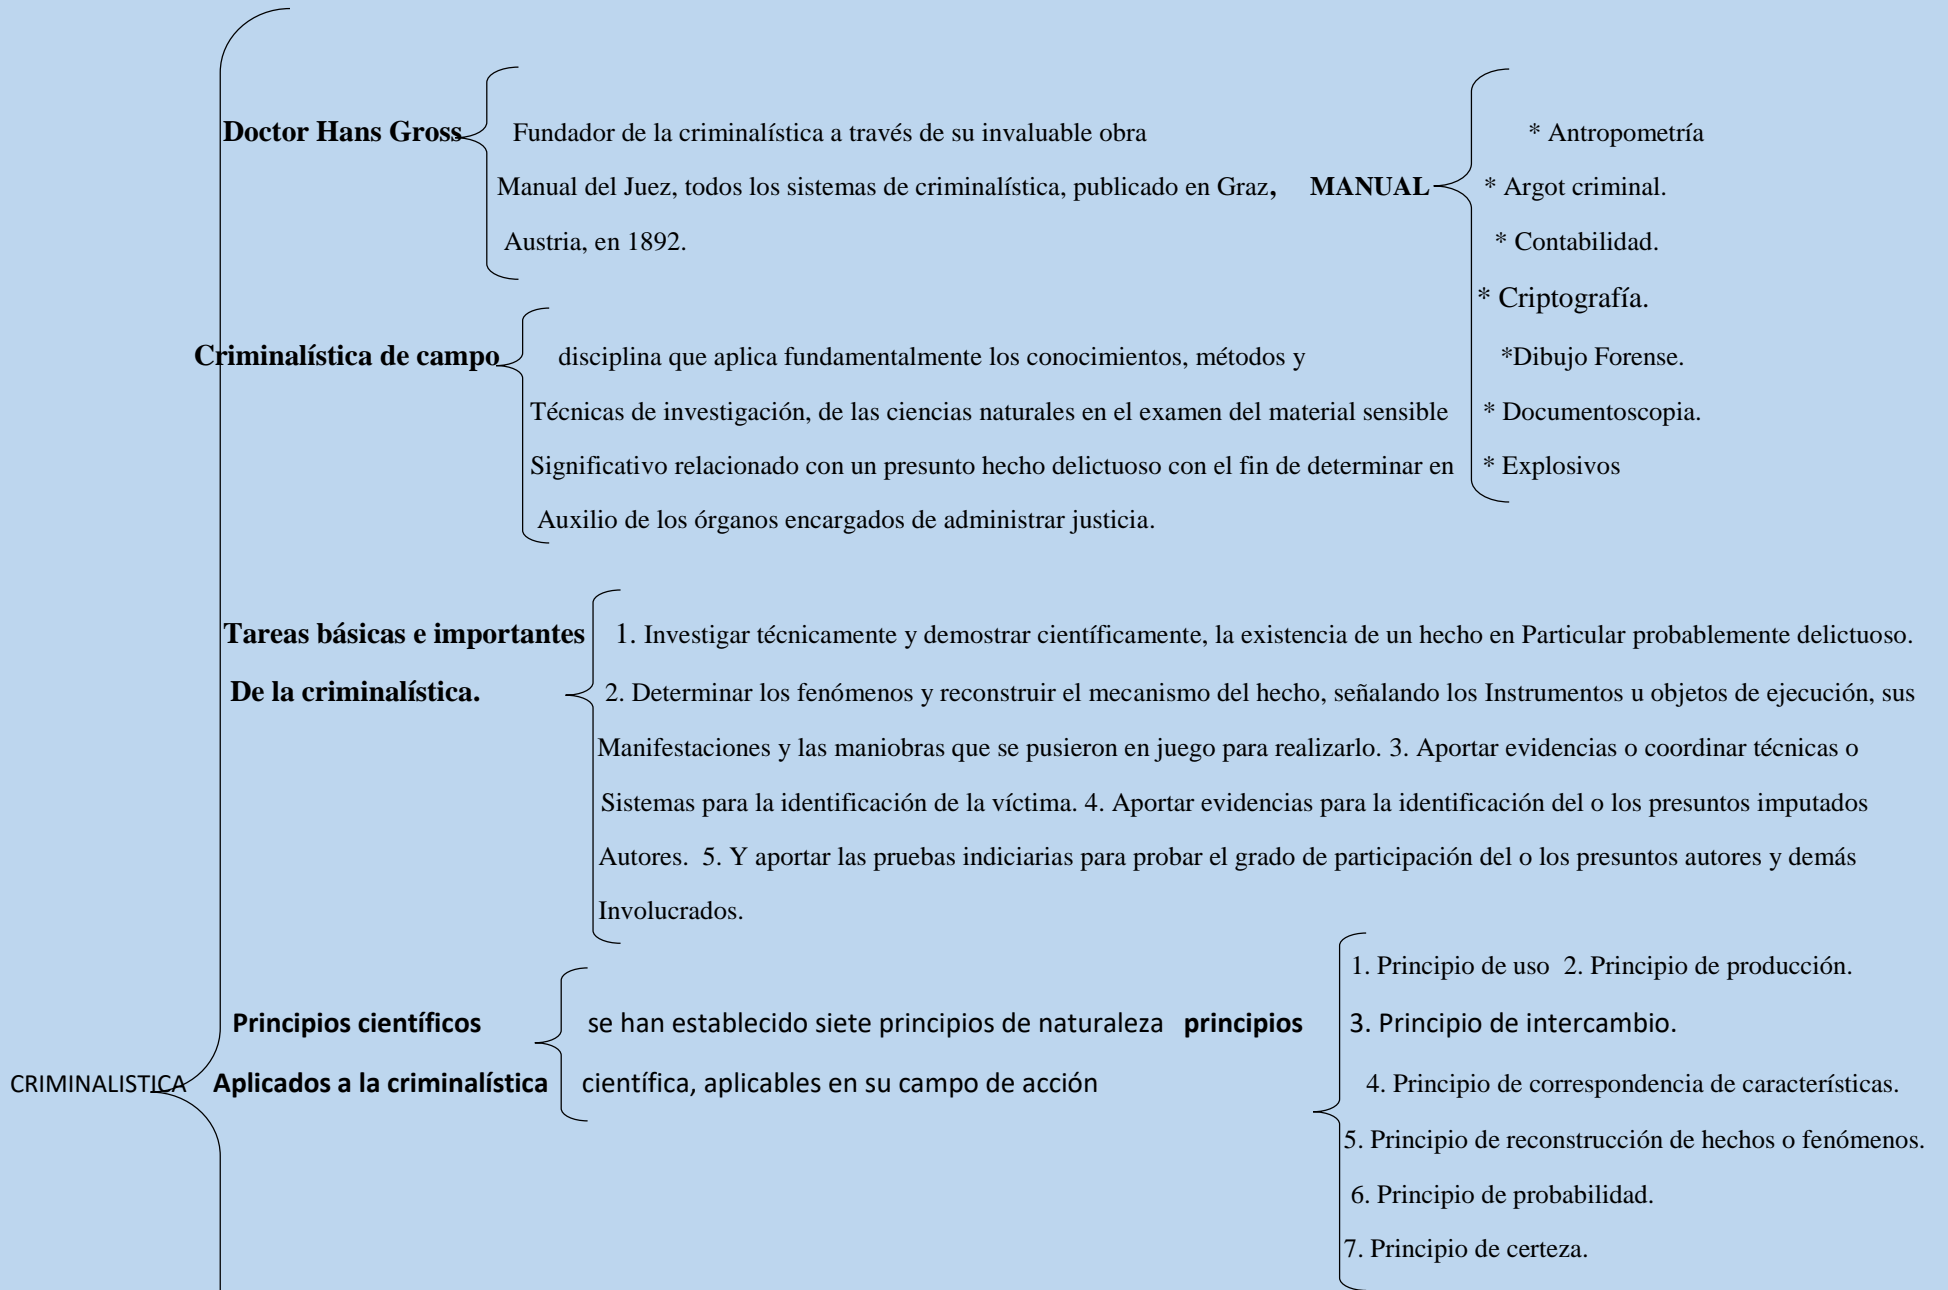 Doctor Hans Gross
Fundador de la criminalística a través de su invaluable obra
Manual del Juez, todos los sistemas de criminalística, publicado en Graz,
Austria, en 1892.
MANUAL
* Antropometría
* Argot criminal.
* Contabilidad.
* Criptografía.
*Dibujo Forense.
* Documentoscopia.
* Explosivos
Criminalística de campo
disciplina que aplica fundamentalmente los conocimientos, métodos y
Técnicas de investigación, de las ciencias naturales en el examen del material sensible
Significativo relacionado con un presunto hecho delictuoso con el fin de determinar en
Auxilio de los órganos encargados de administrar justicia.
Tareas básicas e importantes
De la criminalística.
1. Investigar técnicamente y demostrar científicamente, la existencia de un hecho en Particular probablemente delictuoso.
2. Determinar los fenómenos y reconstruir el mecanismo del hecho, señalando los Instrumentos u objetos de ejecución, sus
Manifestaciones y las maniobras que se pusieron en juego para realizarlo. 3. Aportar evidencias o coordinar técnicas o
Sistemas para la identificación de la víctima. 4. Aportar evidencias para la identificación del o los presuntos imputados
Autores. 5. Y aportar las pruebas indiciarias para probar el grado de participación del o los presuntos autores y demás
Involucrados.
CRIMINALISTICA
Principios científicos
Aplicados a la criminalística
se han establecido siete principios de naturaleza
científica, aplicables en su campo de acción
principios
1. Principio de uso 2. Principio de producción.
3. Principio de intercambio.
4. Principio de correspondencia de características.
5. Principio de reconstrucción de hechos o fenómenos.
6. Principio de probabilidad.
7. Principio de certeza.